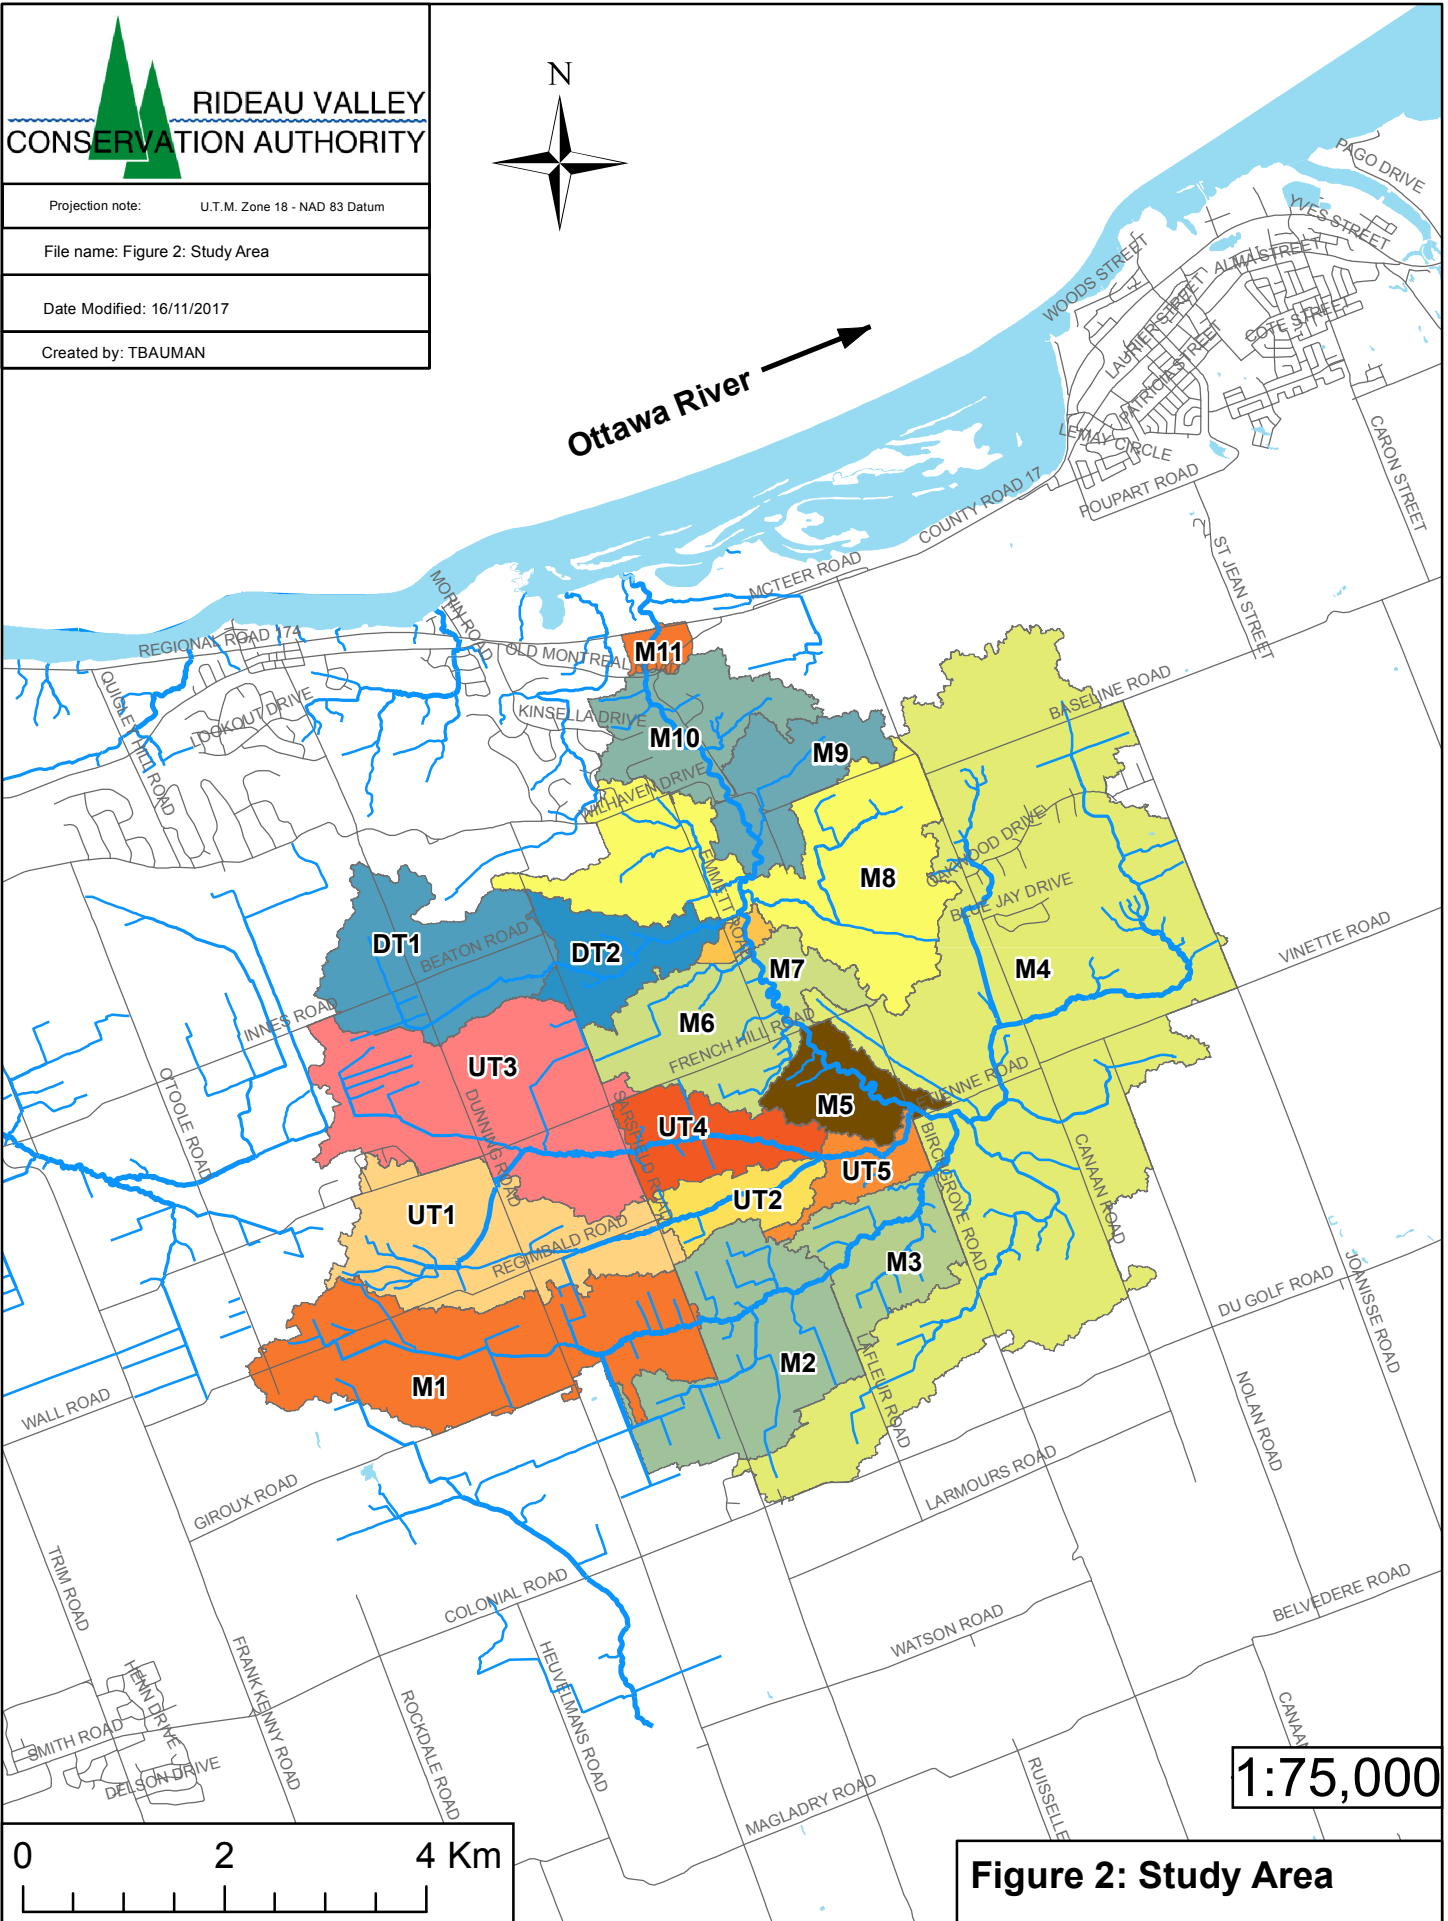 RIDEAU VALLEY
CONSERVATION AUTHORITY
Projection note: U.T.M. Zone 18 - NAD 83 Datum
File name: Figure 2: Study Area
Date Modified: 16/11/2017
Created by: TBAUMAN
N
Ottawa River
PAGO DRIVE
YVES STREET
ALMA STREET
WOODS STREET
LAURIER STREET
COTE STREET
PATRICIA STREET
LEMAY CIRCLE
CARON STREET
COUNTY ROAD 17
POUPART ROAD
ST JEAN STREET
MCTEER ROAD
MORIN ROAD
REGIONAL ROAD 174
OLD MONTREAL ROAD
M11
QUIGLEY HILL ROAD
LOOKOUT DRIVE
KINSELLA DRIVE
BASELINE ROAD
M10
M9
WILHAVEN DRIVE
OAKWOOD DRIVE
EMMETT ROAD
M8
BLUE JAY DRIVE
VINETTE ROAD
DT1
BEATON ROAD
DT2
M7
M4
INNES ROAD
M6
FRENCH HILL ROAD
UT3
OTOOLE ROAD
DUNNING ROAD
SARSFIELD ROAD
UT4
M5
ETIENNE ROAD
BIRCHGROVE ROAD
CANAAN ROAD
UT5
UT2
UT1
REGIMBALD ROAD
M3
JOANISSE ROAD
DU GOLF ROAD
M2
LAFLEUR ROAD
M1
WALL ROAD
NOLAN ROAD
GIROUX ROAD
LARMOURS ROAD
TRIM ROAD
COLONIAL ROAD
BELVEDERE ROAD
WATSON ROAD
FRANK KENNY ROAD
HEUVELMANS ROAD
HENN DRIVE
ROCKDALE ROAD
CANAAN
SMITH ROAD
DELSON DRIVE
RUISSELLE
MAGLADRY ROAD
1:75,000
0 2 4 Km
Figure 2: Study Area